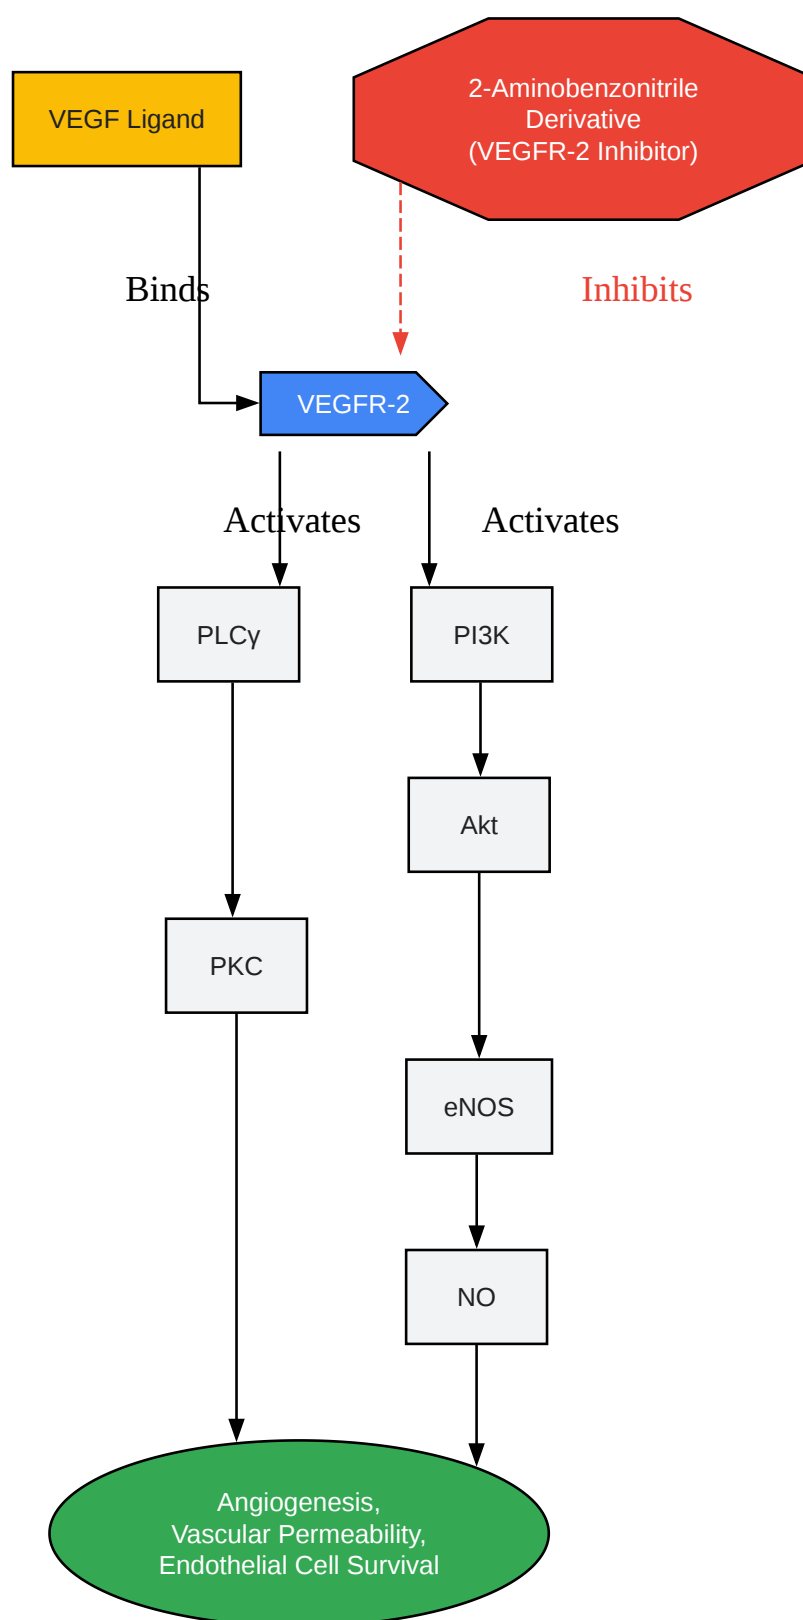 VEGF Ligand
2-Aminobenzonitrile
Derivative
(VEGFR-2 Inhibitor)
Binds
Inhibits
VEGFR-2
Activates
Activates
PLCγ
PI3K
Akt
PKC
eNOS
NO
Angiogenesis,
Vascular Permeability,
Endothelial Cell Survival